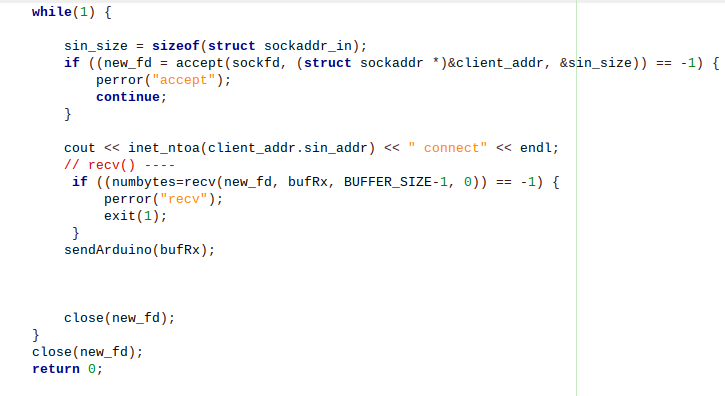 while(1) {
sin_size = sizeof(struct sockaddr_in);
if ((new_fd = accept(sockfd, (struct sockaddr *)&client_addr, &sin_size)) == -1) {
perror("accept");
continue;
}
cout << inet_ntoa(client_addr.sin_addr) << " connect" << endl;
// recv() ----
if ((numbytes=recv(new_fd, bufRx, BUFFER_SIZE-1, 0)) == -1) {
perror("recv");
exit(1);
}
sendArduino(bufRx);
close(new_fd);
}
close(new_fd);
return 0;